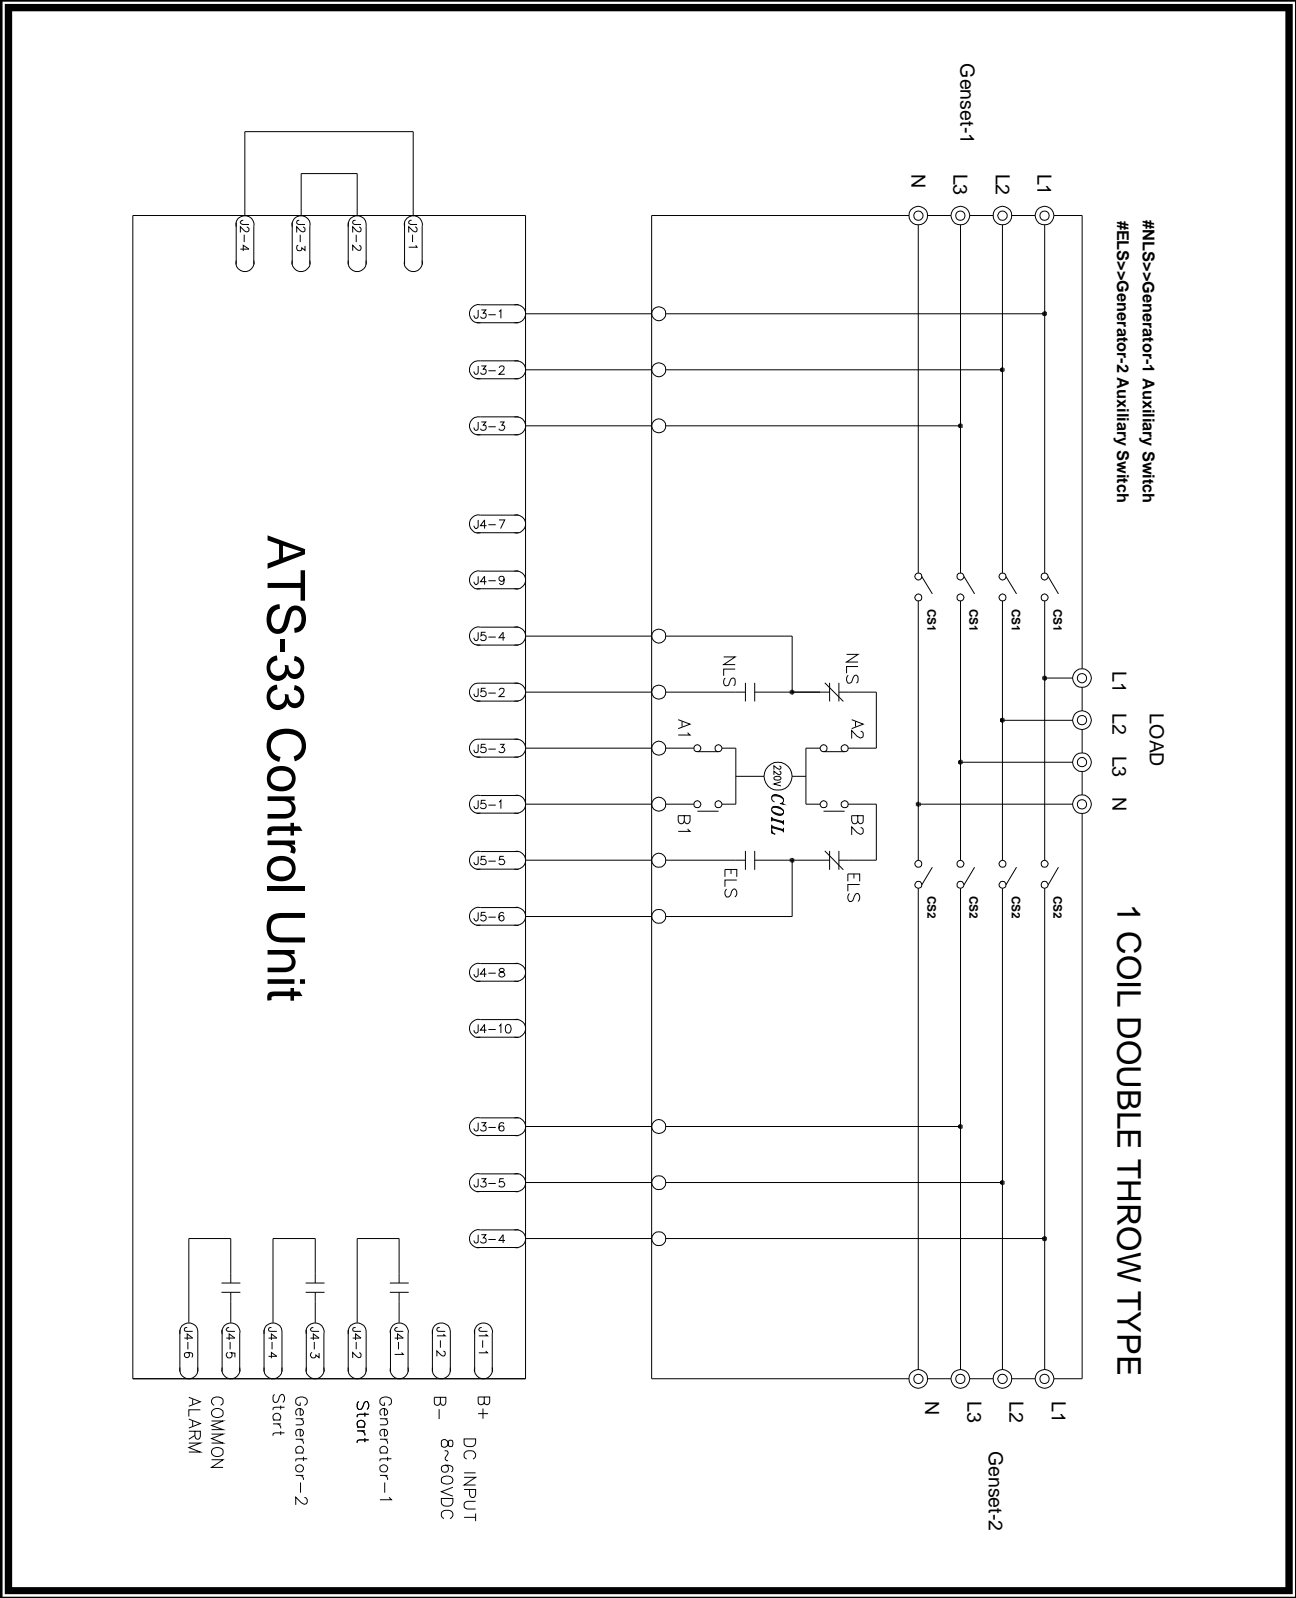 1 COIL DOUBLE THROW TYPE
#NLS>>Generator-1 Auxiliary Switch
#ELS>>Generator-2 Auxiliary Switch
LOAD
L1 L2 L3 N
Genset-1
L1
L2
L3
N
CS1
CS1
CS1
CS1
CS2
CS2
CS2
CS2
L1
L2
L3
N
Genset-2
NLS
A2
B2
ELS
220V
COIL
NLS
A1
B1
ELS
J3-1
J3-2
J3-3
J4-7
J4-9
J5-4
J5-2
J5-3
J5-1
J5-5
J5-6
J4-8
J4-10
J3-6
J3-5
J3-4
J2-1
J2-2
J2-3
J2-4
ATS-33 Control Unit
J1-1
J1-2
J4-1
J4-2
J4-3
J4-4
J4-5
J4-6
B+
B-
DC INPUT
8~60VDC
Generator-1
Start
Generator-2
Start
COMMON
ALARM